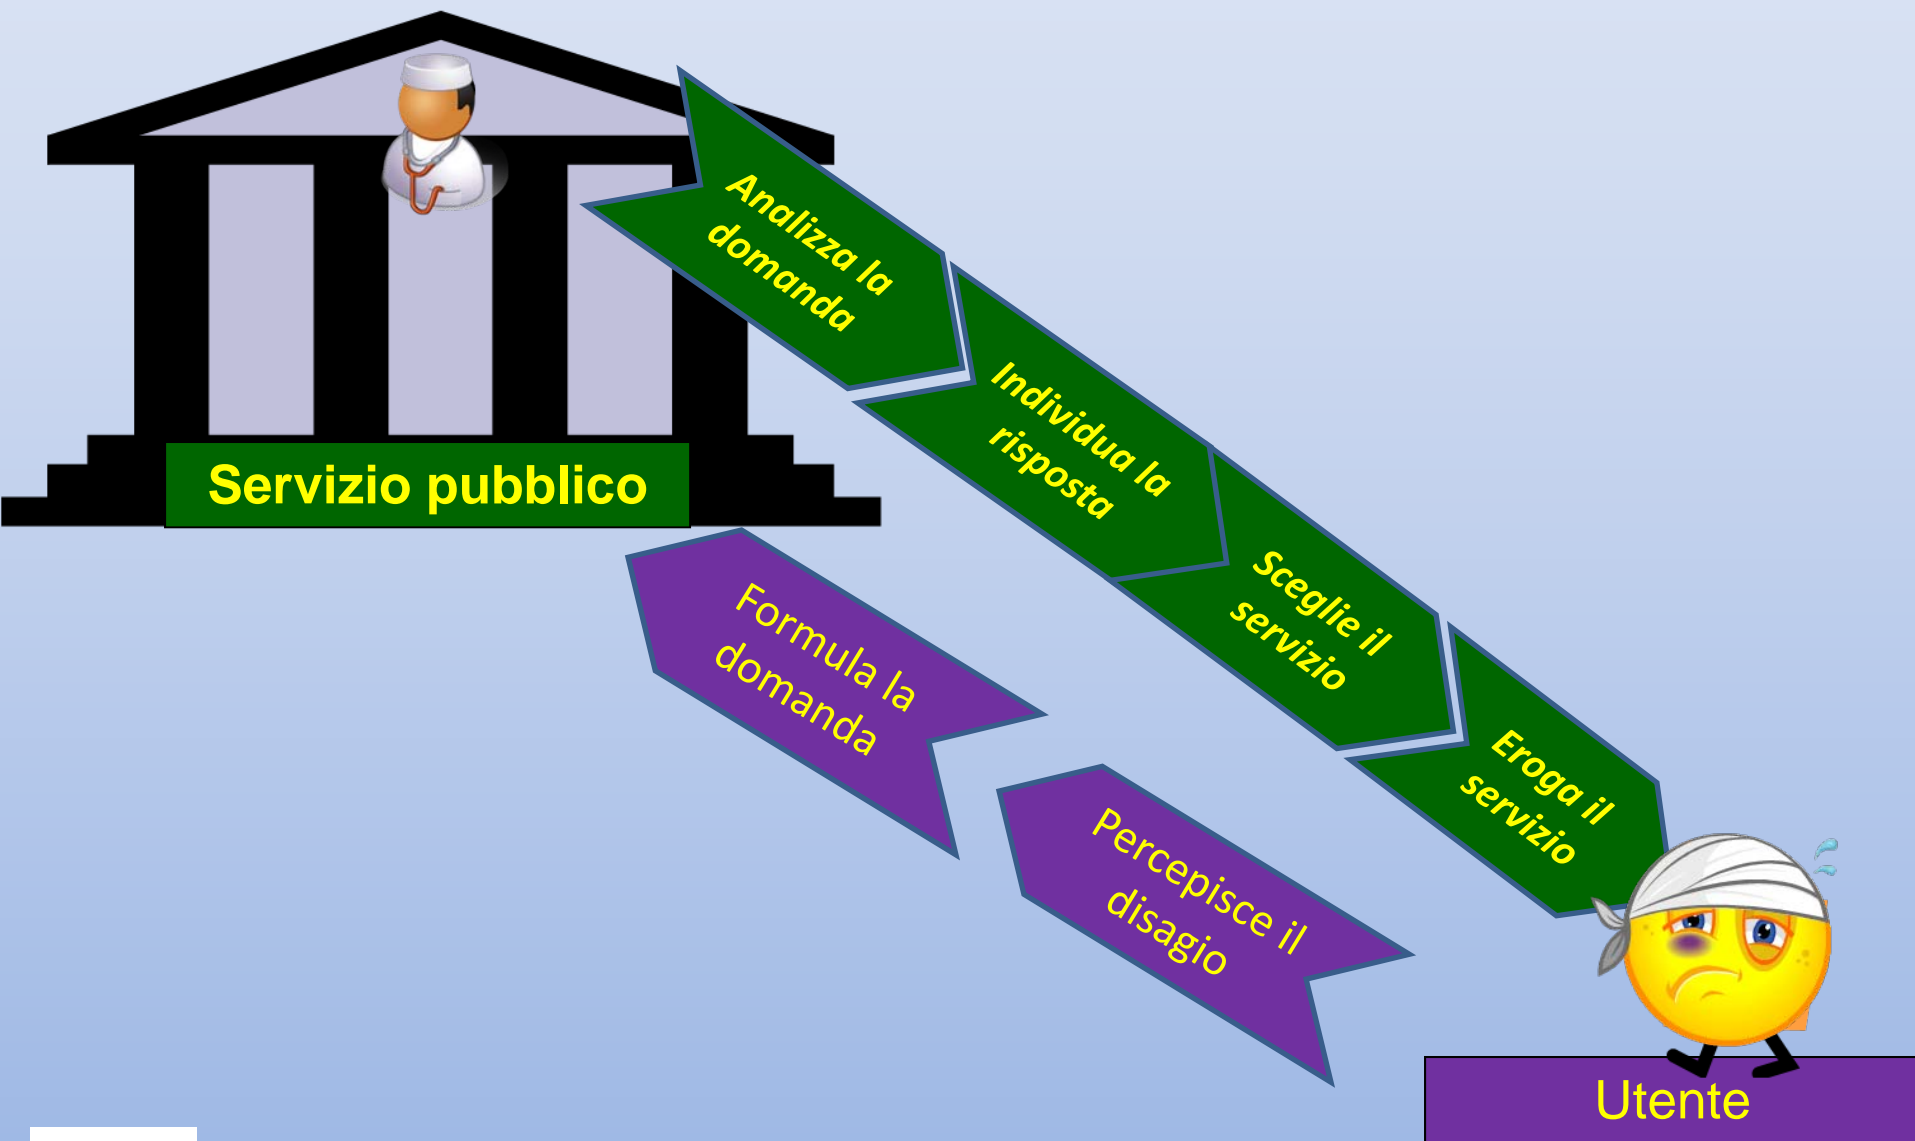 Analizza la
domanda
Individua la
risposta
Servizio pubblico
Sceglie il
servizio
Formula la
domanda
Eroga il
servizio
Percepisce il
disagio
Utente